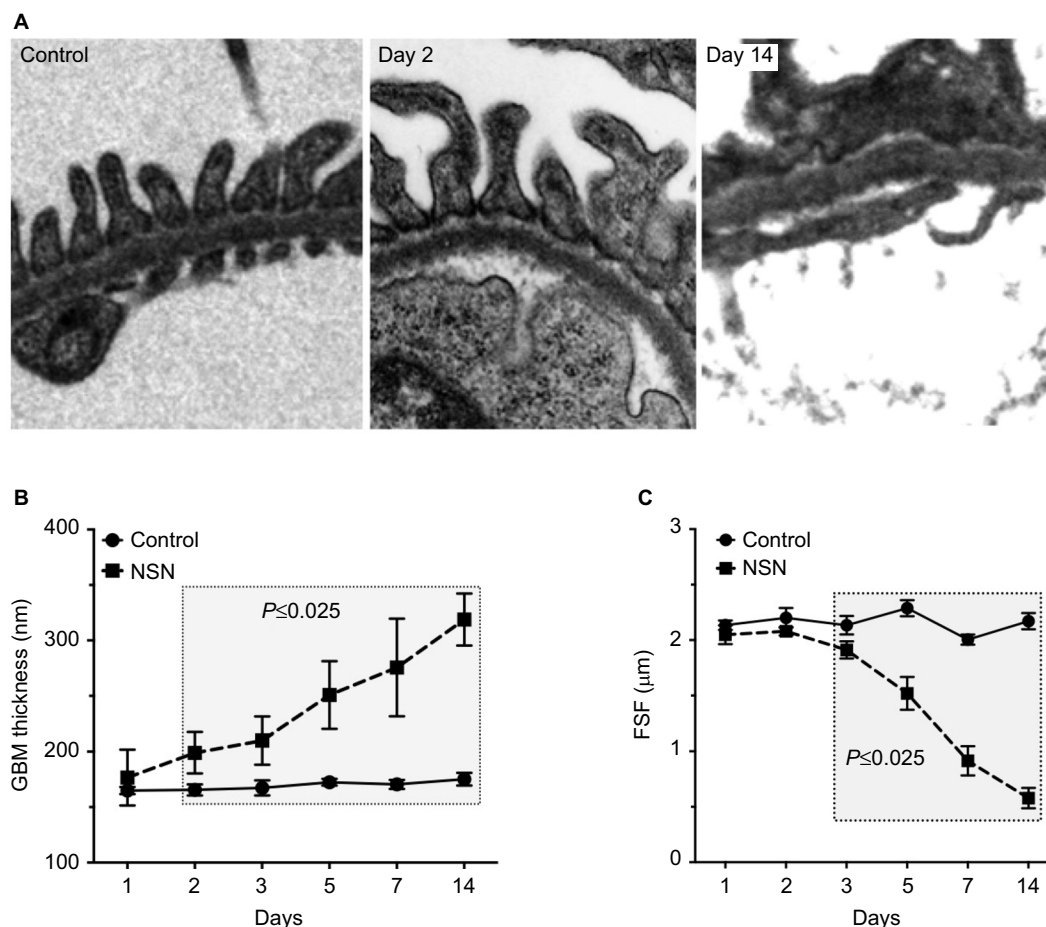 A
Control
Day 2
Day 14
B
400
300
200
100
GBM thickness (nm)
Control
NSN
P≤0.025
1 2 3 5 7 14
Days
C
3
2
1
0
FSF (μm)
Control
NSN
P≤0.025
1 2 3 5 7 14
Days